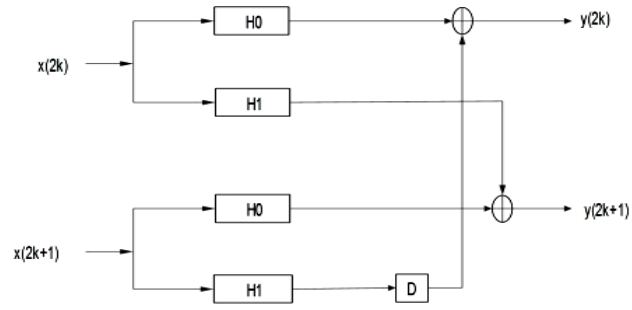 H0
y(2k)
x(2k)
H1
H0
y(2k+1)
x(2k+1)
H1
D